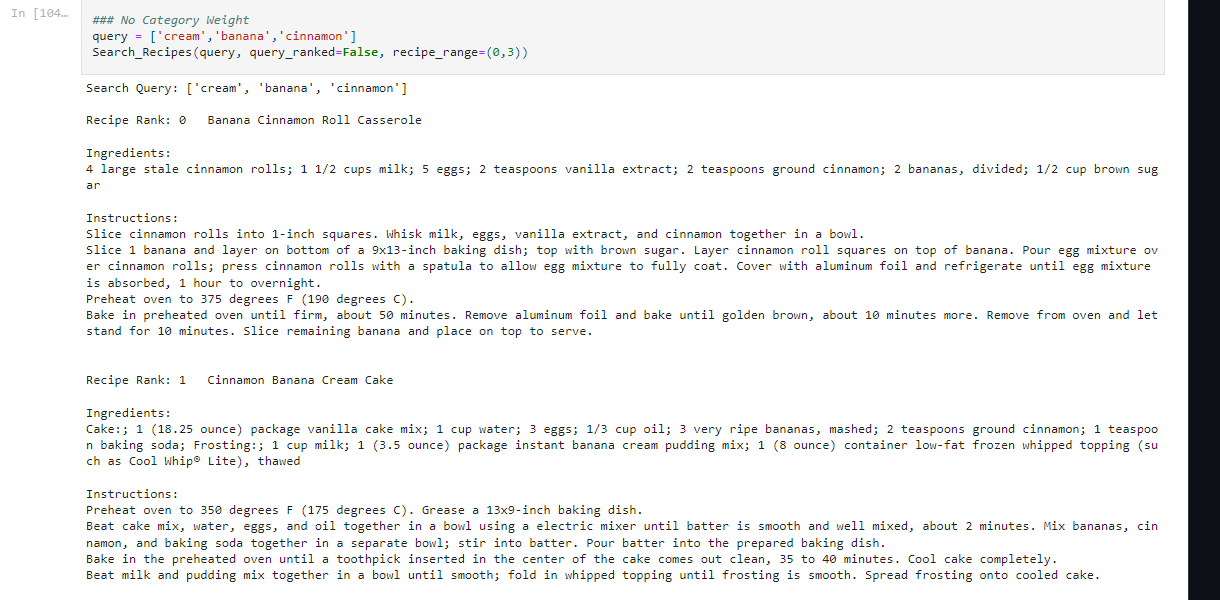 In [104…
### No Category Weight
query = ['cream','banana','cinnamon']
Search_Recipes(query, query_ranked=False, recipe_range=(0,3))
Search Query: ['cream', 'banana', 'cinnamon']
Recipe Rank: 0   Banana Cinnamon Roll Casserole
Ingredients:
4 large stale cinnamon rolls; 1 1/2 cups milk; 5 eggs; 2 teaspoons vanilla extract; 2 teaspoons ground cinnamon; 2 bananas, divided; 1/2 cup brown sug
ar
Instructions:
Slice cinnamon rolls into 1-inch squares. Whisk milk, eggs, vanilla extract, and cinnamon together in a bowl.
Slice 1 banana and layer on bottom of a 9x13-inch baking dish; top with brown sugar. Layer cinnamon roll squares on top of banana. Pour egg mixture ov
er cinnamon rolls; press cinnamon rolls with a spatula to allow egg mixture to fully coat. Cover with aluminum foil and refrigerate until egg mixture
is absorbed, 1 hour to overnight.
Preheat oven to 375 degrees F (190 degrees C).
Bake in preheated oven until firm, about 50 minutes. Remove aluminum foil and bake until golden brown, about 10 minutes more. Remove from oven and let
stand for 10 minutes. Slice remaining banana and place on top to serve.
Recipe Rank: 1   Cinnamon Banana Cream Cake
Ingredients:
Cake:; 1 (18.25 ounce) package vanilla cake mix; 1 cup water; 3 eggs; 1/3 cup oil; 3 very ripe bananas, mashed; 2 teaspoons ground cinnamon; 1 teaspoo
n baking soda; Frosting:; 1 cup milk; 1 (3.5 ounce) package instant banana cream pudding mix; 1 (8 ounce) container low-fat frozen whipped topping (su
ch as Cool Whip® Lite), thawed
Instructions:
Preheat oven to 350 degrees F (175 degrees C). Grease a 13x9-inch baking dish.
Beat cake mix, water, eggs, and oil together in a bowl using a electric mixer until batter is smooth and well mixed, about 2 minutes. Mix bananas, cin
namon, and baking soda together in a separate bowl; stir into batter. Pour batter into the prepared baking dish.
Bake in the preheated oven until a toothpick inserted in the center of the cake comes out clean, 35 to 40 minutes. Cool cake completely.
Beat milk and pudding mix together in a bowl until smooth; fold in whipped topping until frosting is smooth. Spread frosting onto cooled cake.